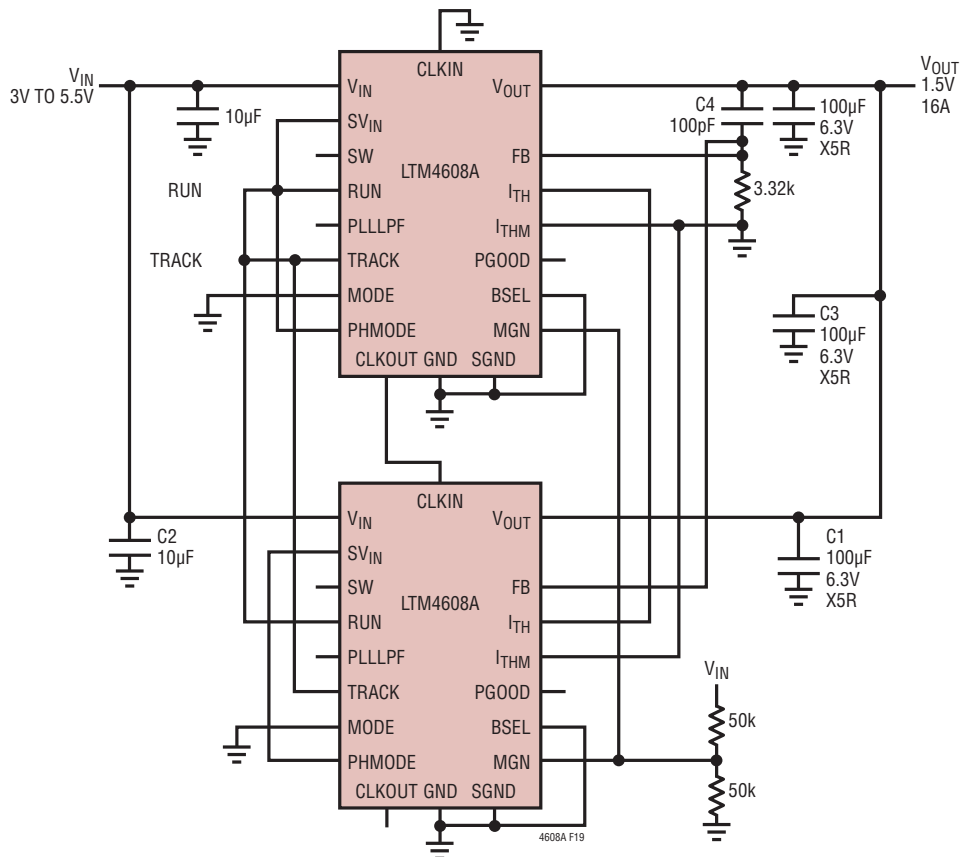 CLKIN
VIN
3V TO 5.5V
10µF
VIN
SVIN
SW
RUN
PLLLPF
TRACK
MODE
PHMODE
RUN
TRACK
LTM4608A
VOUT
FB
ITH
ITHM
PGOOD
BSEL
MGN
CLKOUT GND SGND
C4
100pF
100µF
6.3V
X5R
VOUT
1.5V
16A
3.32k
C3
100µF
6.3V
X5R
CLKIN
C2
10µF
VIN
SVIN
SW
RUN
PLLLPF
TRACK
MODE
PHMODE
LTM4608A
VOUT
FB
ITH
ITHM
PGOOD
BSEL
MGN
CLKOUT GND SGND
C1
100µF
6.3V
X5R
VIN
50k
50k
4608A F19